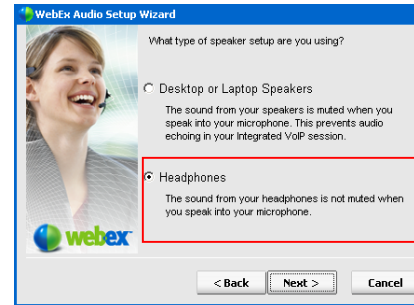 WebEx Audio Setup Wizard
What type of speaker setup are you using?
Desktop or Laptop Speakers
The sound from your speakers is muted when you
speak into your microphone. This prevents audio
echoing in your Integrated VoIP session.
Headphones
The sound from your headphones is not muted when
you speak into your microphone.
webex
< Back Next > Cancel